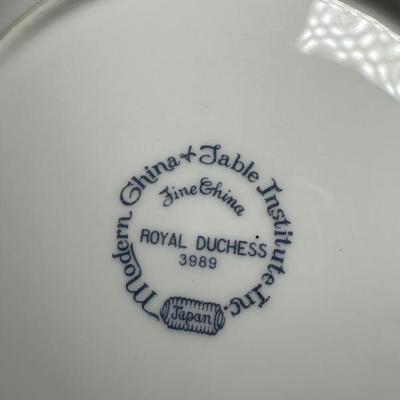 Modern China & Table Institute Inc.
Fine China
ROYAL DUCHESS
3989
Japan